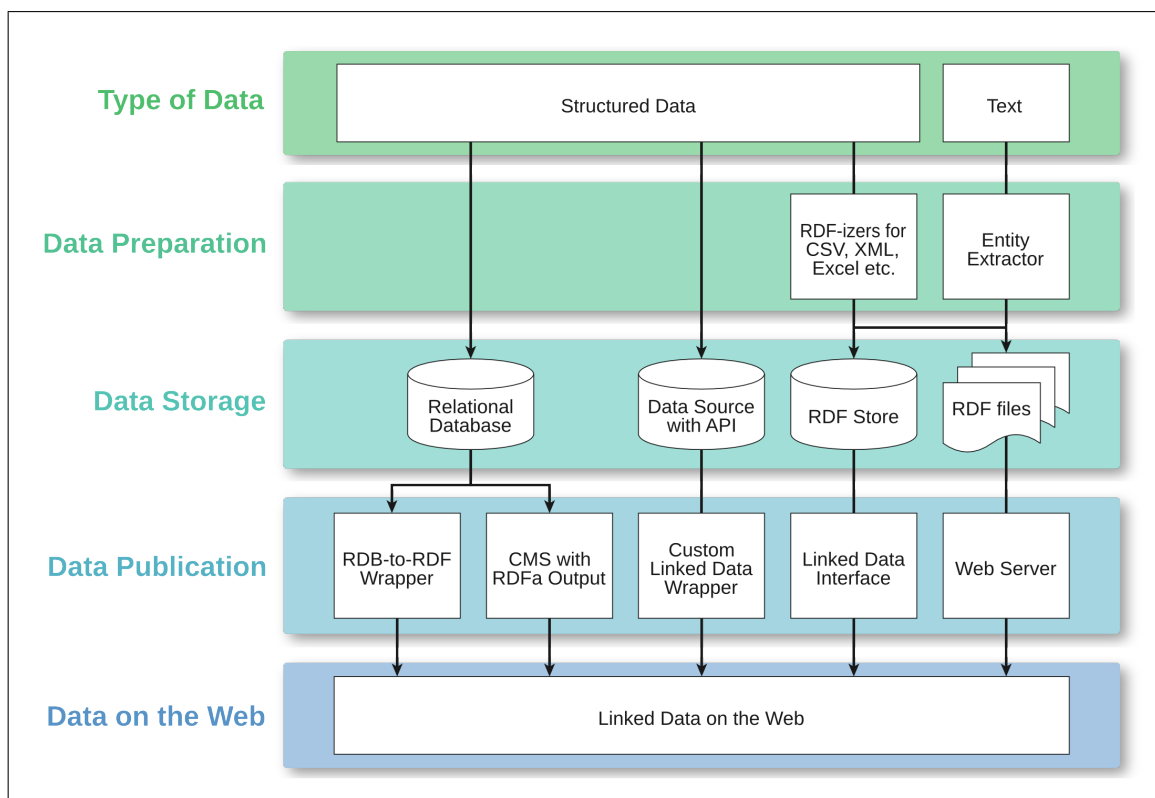 Type of Data
Structured Data
Text
Data Preparation
RDF-izers for
CSV, XML,
Excel etc.
Entity
Extractor
Data Storage
Relational
Database
Data Source
with API
RDF Store
RDF files
Data Publication
RDB-to-RDF
Wrapper
CMS with
RDFa Output
Custom
Linked Data
Wrapper
Linked Data
Interface
Web Server
Data on the Web
Linked Data on the Web